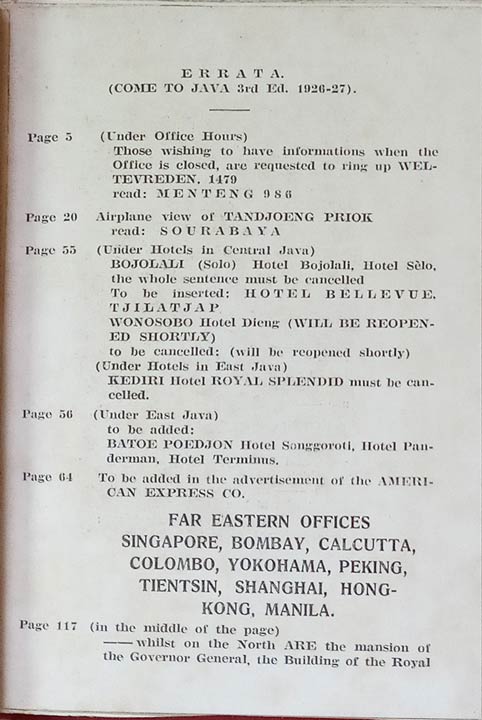 ERRATA.
(COME TO JAVA 3rd Ed. 1926-27).
Page 5 (Under Office Hours)
Those wishing to have informations when the
Office is closed, are requested to ring up WEL-
TEVREDEN. 1479
read: MENTENG 986
Page 20 Airplane view of TANDJOENG PRIOK
read: SOURABAYA
Page 55 (Under Hotels in Central Java)
BOJOLALI (Solo) Hotel Bojolali, Hotel Sèlo,
the whole sentence must be cancelled
To be inserted: HOTEL BELLEVUE.
TJILATJAP
WONOSOBO Hotel Dieng (WILL BE REOPEN-
ED SHORTLY)
to be cancelled: (will be reopened shortly)
(Under Hotels in East Java)
KEDIRI Hotel ROYAL SPLENDID must be can-
celled.
Page 56 (Under East Java)
to be added:
BATOE POEDJON Hotel Songgoroti, Hotel Pan-
derman, Hotel Terminus.
Page 64 To be added in the advertisement of the AMERI-
CAN EXPRESS CO.
FAR EASTERN OFFICES
SINGAPORE, BOMBAY, CALCUTTA,
COLOMBO, YOKOHAMA, PEKING,
TIENTSIN, SHANGHAI, HONG-
KONG, MANILA.
Page 117 (in the middle of the page)
—— whilst on the North ARE the mansion of
the Governor General, the Building of the Royal